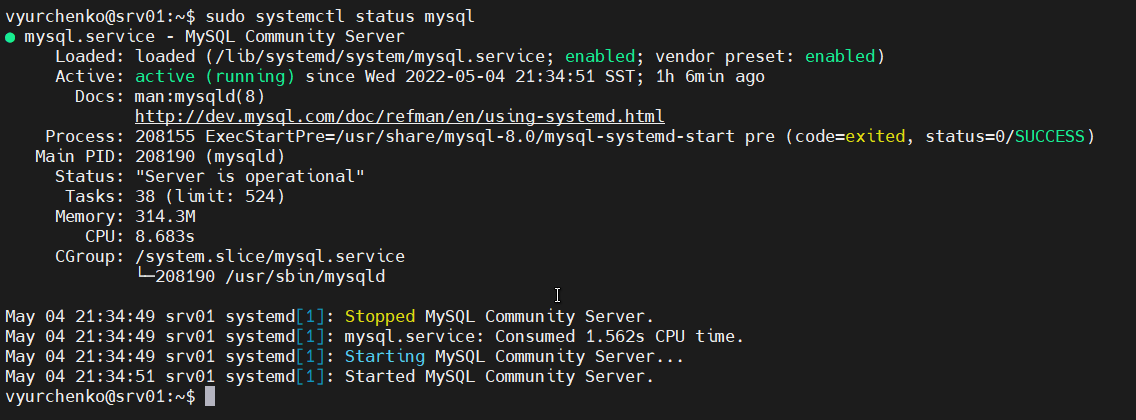 vyurchenko@srv01:~$ sudo systemctl status mysql
● mysql.service - MySQL Community Server
     Loaded: loaded (/lib/systemd/system/mysql.service; enabled; vendor preset: enabled)
     Active: active (running) since Wed 2022-05-04 21:34:51 SST; 1h 6min ago
       Docs: man:mysqld(8)
             http://dev.mysql.com/doc/refman/en/using-systemd.html
    Process: 208155 ExecStartPre=/usr/share/mysql-8.0/mysql-systemd-start pre (code=exited, status=0/SUCCESS)
   Main PID: 208190 (mysqld)
     Status: "Server is operational"
      Tasks: 38 (limit: 524)
     Memory: 314.3M
        CPU: 8.683s
     CGroup: /system.slice/mysql.service
             └─208190 /usr/sbin/mysqld

May 04 21:34:49 srv01 systemd[1]: Stopped MySQL Community Server.
May 04 21:34:49 srv01 systemd[1]: mysql.service: Consumed 1.562s CPU time.
May 04 21:34:49 srv01 systemd[1]: Starting MySQL Community Server...
May 04 21:34:51 srv01 systemd[1]: Started MySQL Community Server.
vyurchenko@srv01:~$